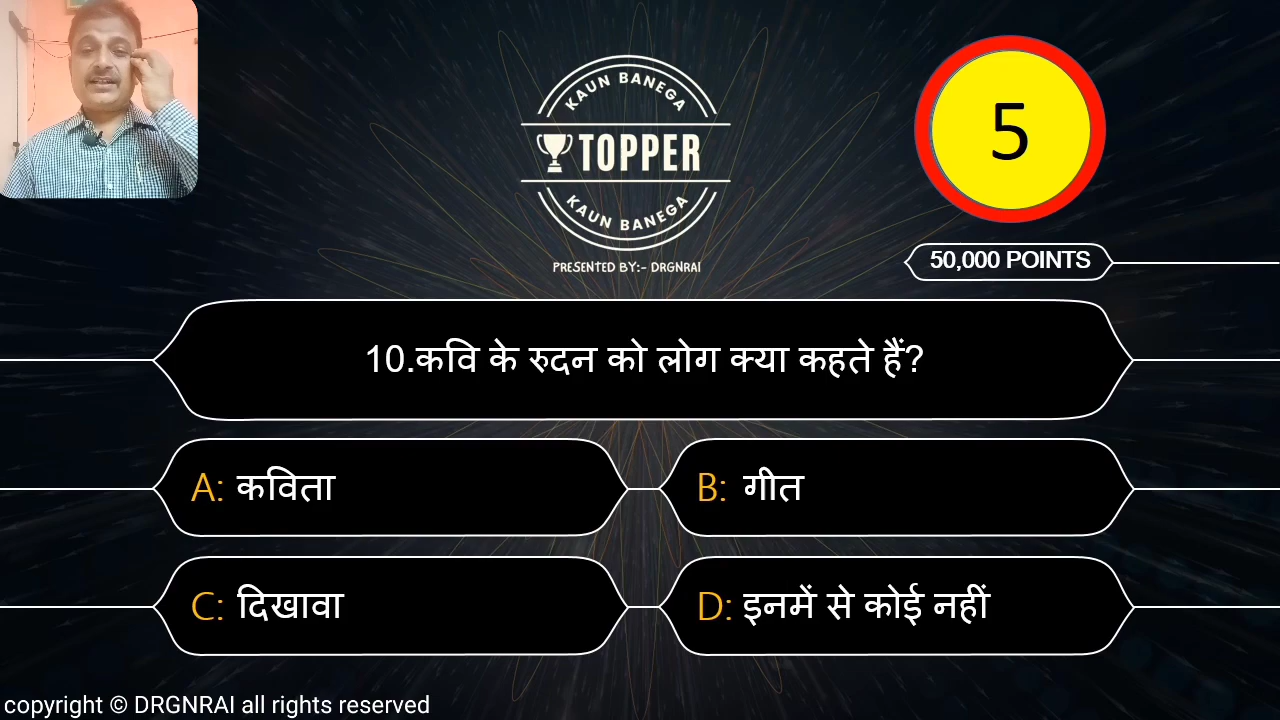 KAUN BANEGA
TOPPER
KAUN BANEGA
PRESENTED BY:- DRGNRAI
5
50,000 POINTS
10.कवि के रुदन को लोग क्या कहते हैं?
A: कविता
B: गीत
C: दिखावा
D: इनमें से कोई नहीं
copyright © DRGNRAI all rights reserved